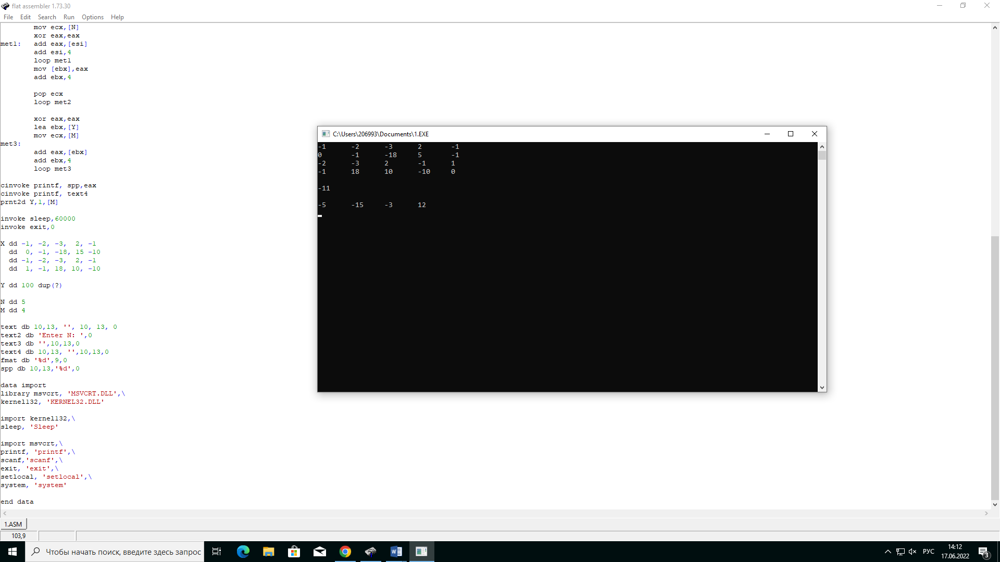 flat assembler 1.73.30
File Edit Search Run Options Help
mov ecx,[N]
xor eax,eax
met1: add eax,[esi]
add esi,4
loop met1
mov [ebx],eax
add ebx,4
pop ecx
loop met2
xor eax,eax
lea ebx,[Y]
mov ecx,[M]
met3:
add eax,[ebx]
add ebx,4
loop met3
cinvoke printf, spp,eax
cinvoke printf, text4
prnt2d Y,1,[M]
invoke sleep,60000
invoke exit,0
X dd -1, -2, -3,  2, -1
dd  0, -1, -18, 15 -10
dd -1, -2, -3,  2, -1
dd  1, -1, 18, 10, -10
Y dd 100 dup(?)
N dd 5
M dd 4
text db 10,13, '', 10, 13, 0
text2 db 'Enter N: ',0
text3 db '',10,13,0
text4 db 10,13, '',10,13,0
fmat db '%d',9,0
spp db 10,13,'%d',0
data import
library msvcrt, 'MSVCRT.DLL',\
kernel132, 'KERNEL32.DLL'
import kernel132,\
sleep, 'Sleep'
import msvcrt,\
printf, 'printf',\
scanf,'scanf',\
exit, 'exit',\
setlocal, 'setlocal',\
system, 'system'
end data
C:\Users\206993\Documents\1.EXE
-1 -2 -3 2 -1
0 -1 -18 5 -1
-2 -3 2 -1 1
-1 18 10 -10 0
-11
-5 -15 -3 12
1.ASM
103,9
Чтобы начать поиск, введите здесь запрос
РУС
14:12
17.06.2022
3